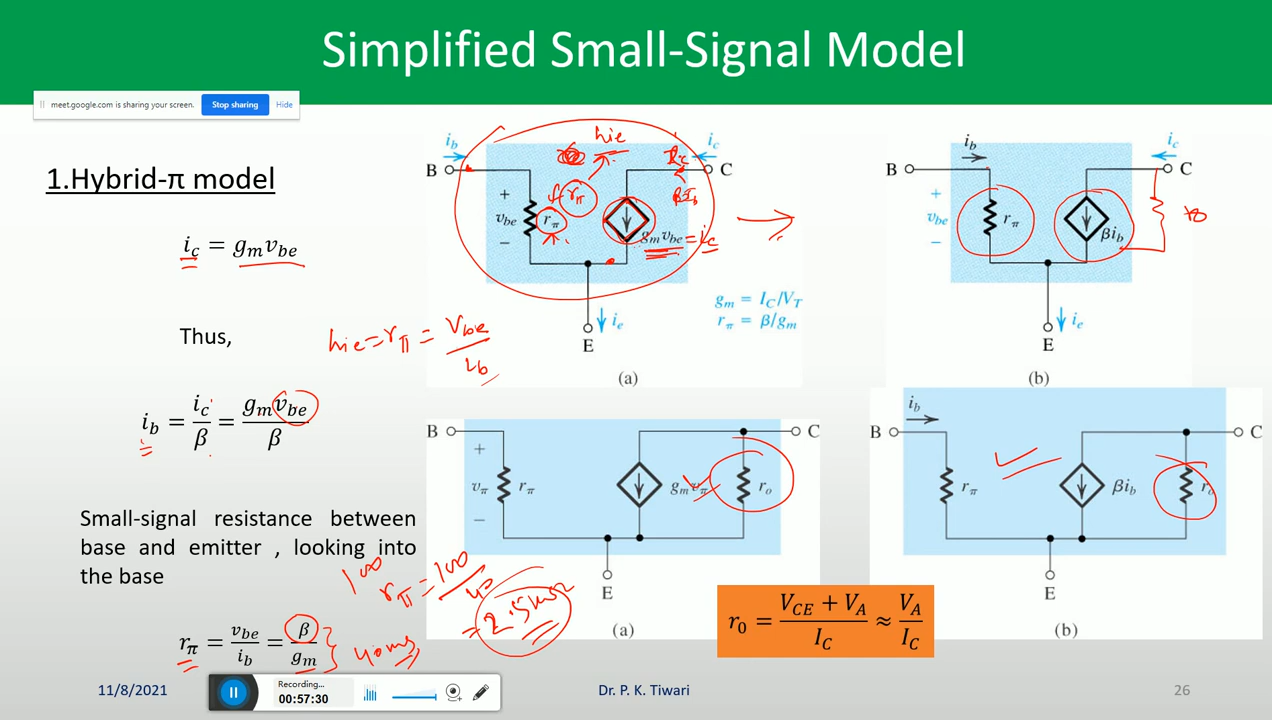 Simplified Small-Signal Model
meet.google.com is sharing your screen. Stop sharing Hide
1.Hybrid-π model
i_c = g_m v_be
Thus,
i_b = i_c/β = g_m v_be/β
Small-signal resistance between
base and emitter , looking into
the base
r_π = v_be/i_b = β/g_m
40ms
hie = r_π = v_be/i_b
100
r_π = 100/40
= 2.5
i_b
hie
i_c
B
C
r_π
I_c
βI_b
+
v_be
−
r_π
g_m v_be = i_c
g_m = I_C/V_T
r_π = β/g_m
i_e
E
(a)
i_b
i_c
B
C
+
v_be
−
r_π
βi_b
i_e
E
(b)
B
C
+
v_π
−
r_π
g_m v_π
r_o
E
(a)
i_b
B
C
r_π
βi_b
r_o
E
(b)
r_0 = V_CE + V_A/I_C ≈ V_A/I_C
Recording...
00:57:30
11/8/2021
Dr. P. K. Tiwari
26